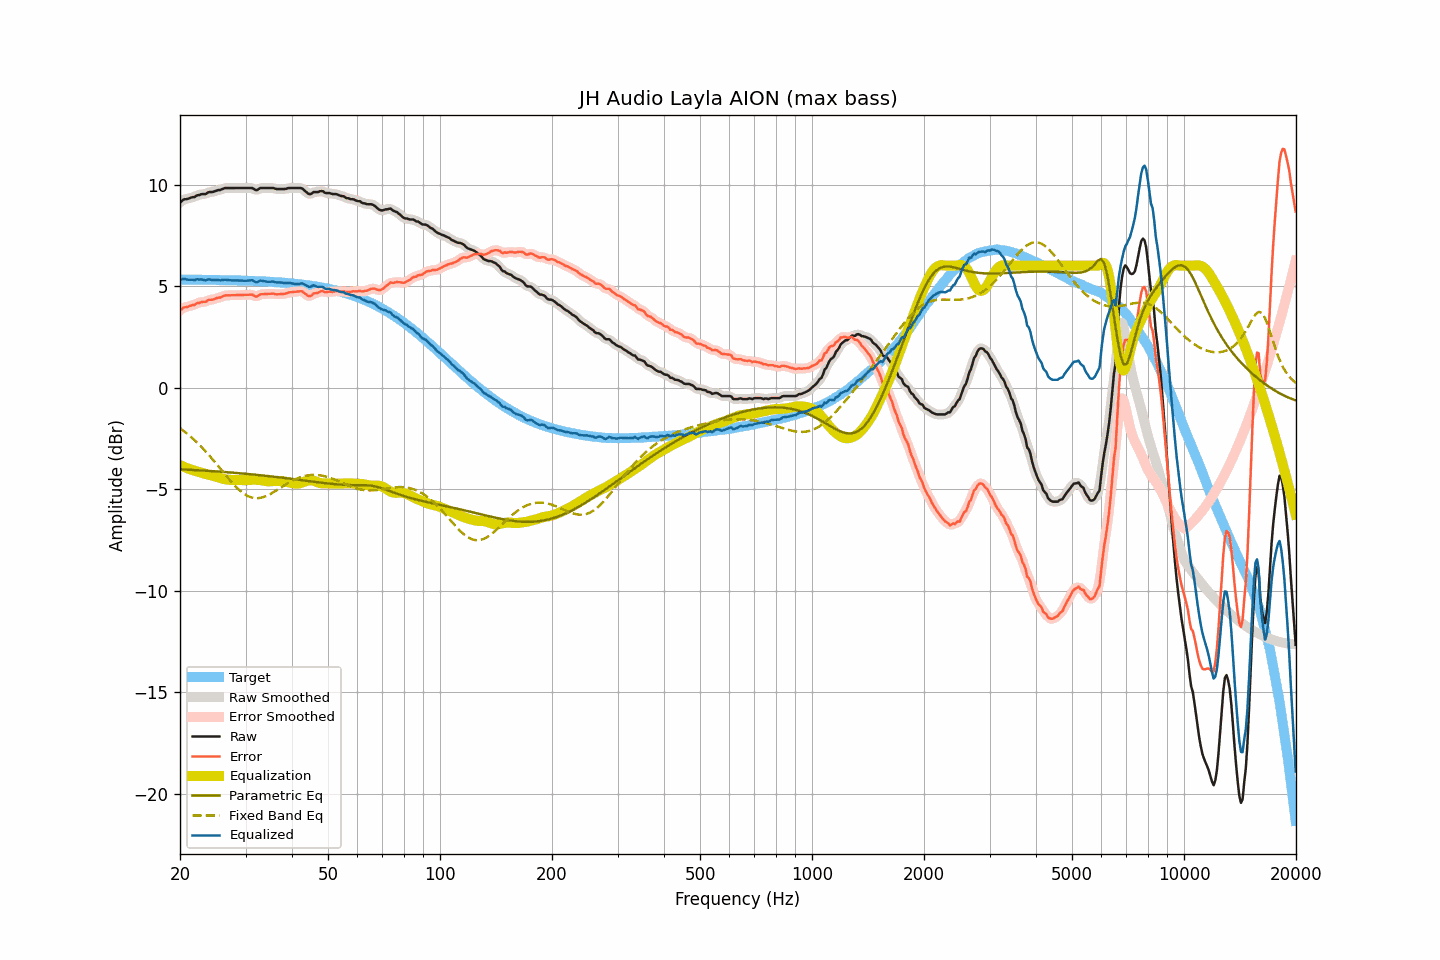 JH Audio Layla AION (max bass)
Amplitude (dBr)
10
5
0
−5
−10
−15
−20
Target
Raw Smoothed
Error Smoothed
Raw
Error
Equalization
Parametric Eq
Fixed Band Eq
Equalized
20 50 100 200 500 1000 2000 5000 10000 20000
Frequency (Hz)